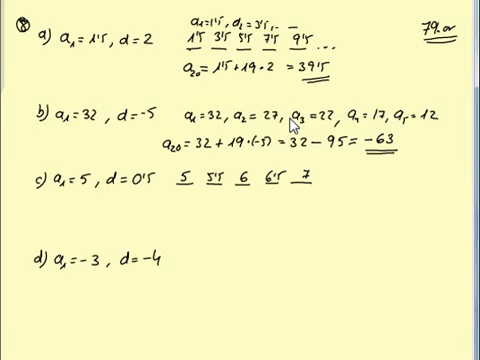 8
79.or
a₁=1'5, a₂=3'5, _ _
a) a₁=1'5, d=2 1'5 3'5 5'5 7'5 9'5 ...
a₂₀=1'5+19·2 =39'5
b) a₁=32, d=-5 a₁=32, a₂=27, a₃=22, a₄=17, a₅=12
a₂₀=32+19·(-5)=32-95=-63
c) a₁=5, d=0'5 5 5'5 6 6'5 7
d) a₁=-3, d=-4